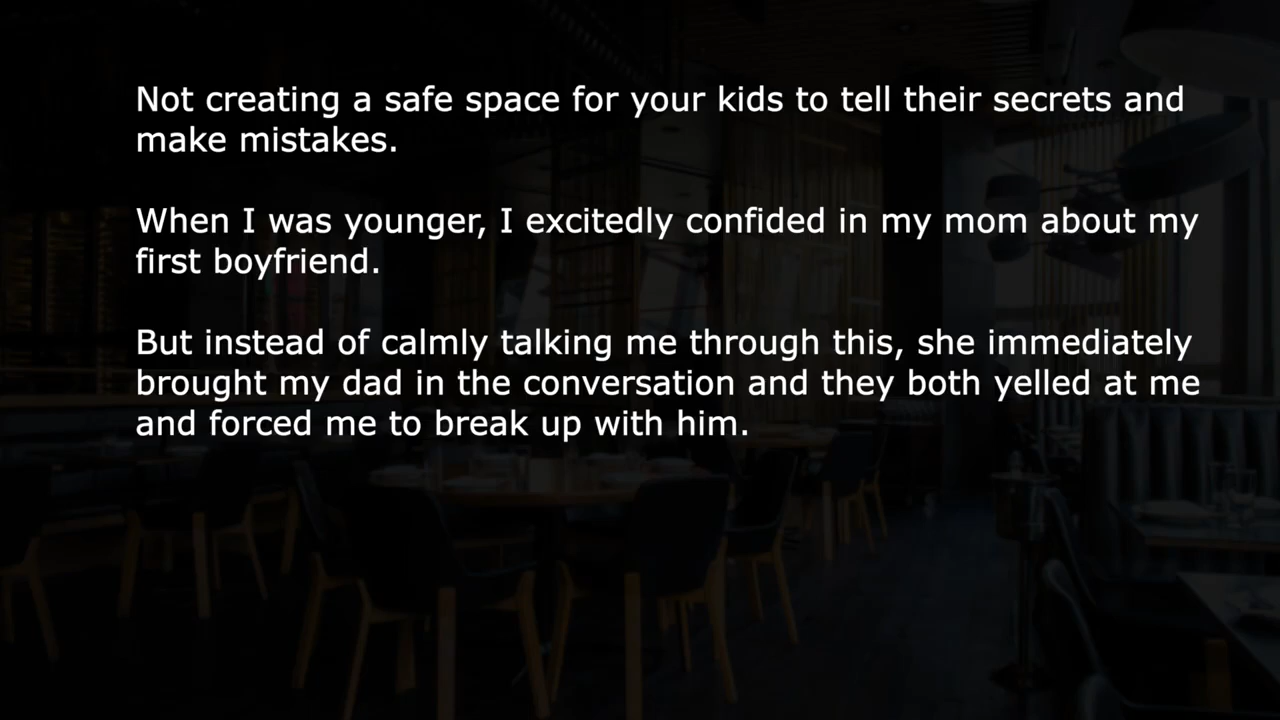 Not creating a safe space for your kids to tell their secrets and
make mistakes.
When I was younger, I excitedly confided in my mom about my
first boyfriend.
But instead of calmly talking me through this, she immediately
brought my dad in the conversation and they both yelled at me
and forced me to break up with him.